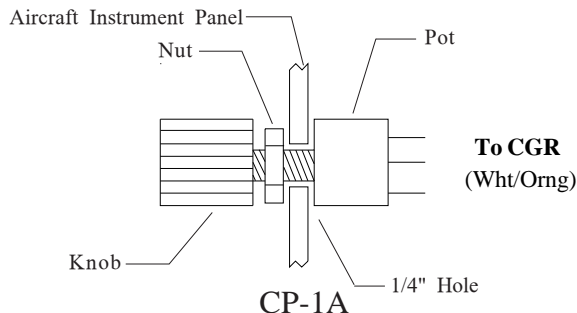 Aircraft Instrument Panel
Nut
Pot
To CGR
(Wht/Orng)
Knob
1/4" Hole
CP-1A